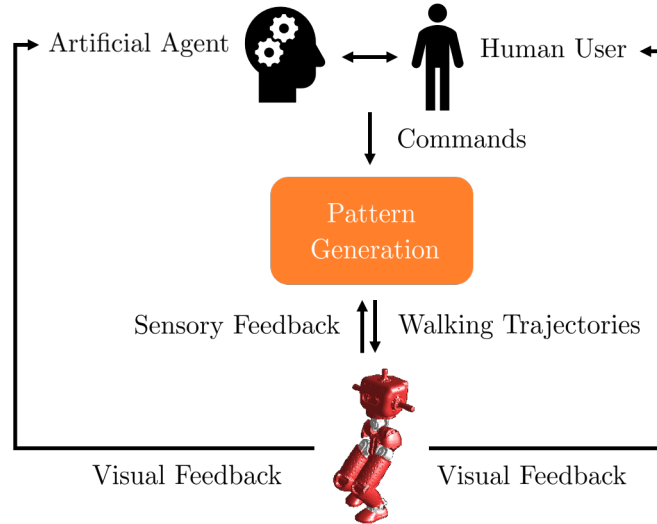 Artificial Agent
Human User
Commands
Pattern
Generation
Sensory Feedback
Walking Trajectories
Visual Feedback
Visual Feedback